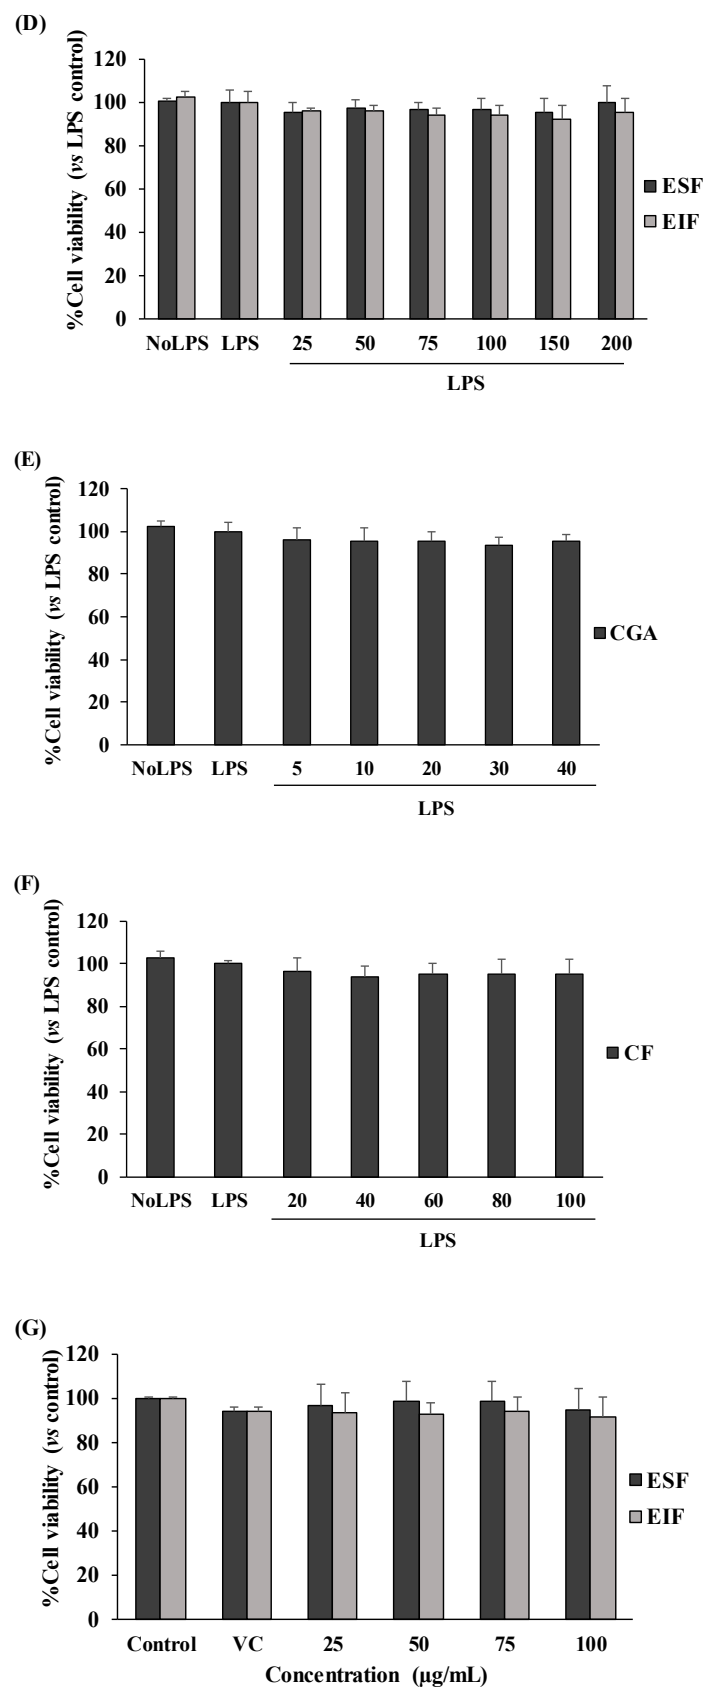 (D)
%Cell viability (vs LPS control)
120
100
80
60
40
20
0
NoLPS LPS 25 50 75 100 150 200
LPS
ESF
EIF
(E)
%Cell viability (vs LPS control)
120
100
80
60
40
20
0
NoLPS LPS 5 10 20 30 40
LPS
CGA
(F)
%Cell viability (vs LPS control)
120
100
80
60
40
20
0
NoLPS LPS 20 40 60 80 100
LPS
CF
(G)
%Cell viability (vs control)
120
100
80
60
40
20
0
Control VC 25 50 75 100
Concentration (µg/mL)
ESF
EIF